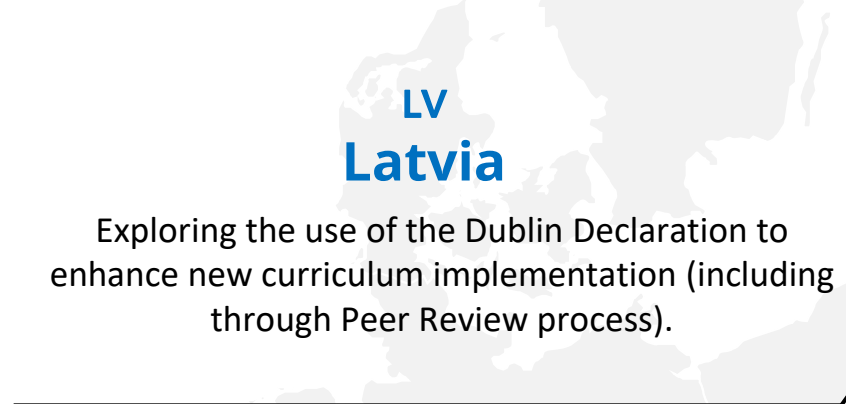 LV
Latvia
Exploring the use of the Dublin Declaration to
enhance new curriculum implementation (including
through Peer Review process).